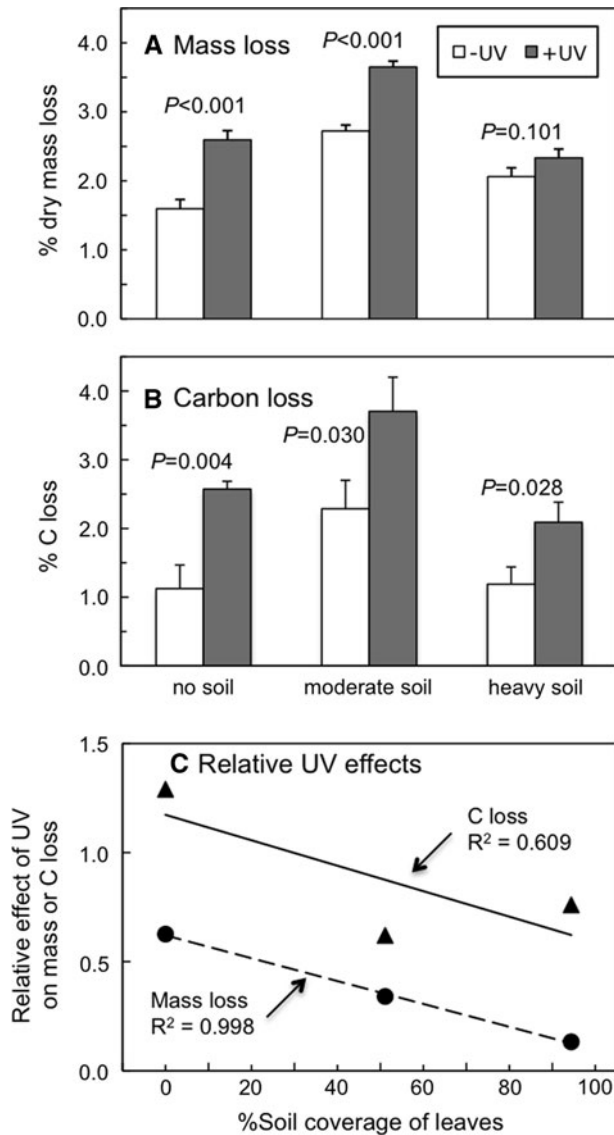 A Mass loss
-UV
+UV
P<0.001
P<0.001
P=0.101
% dry mass loss
4.0
3.0
2.0
1.0
0.0
B Carbon loss
P=0.004
P=0.030
P=0.028
% C loss
4.0
3.0
2.0
1.0
0.0
no soil
moderate soil
heavy soil
C Relative UV effects
C loss
R² = 0.609
Mass loss
R² = 0.998
Relative effect of UV
on mass or C loss
1.5
1.0
0.5
0.0
0
20
40
60
80
100
%Soil coverage of leaves